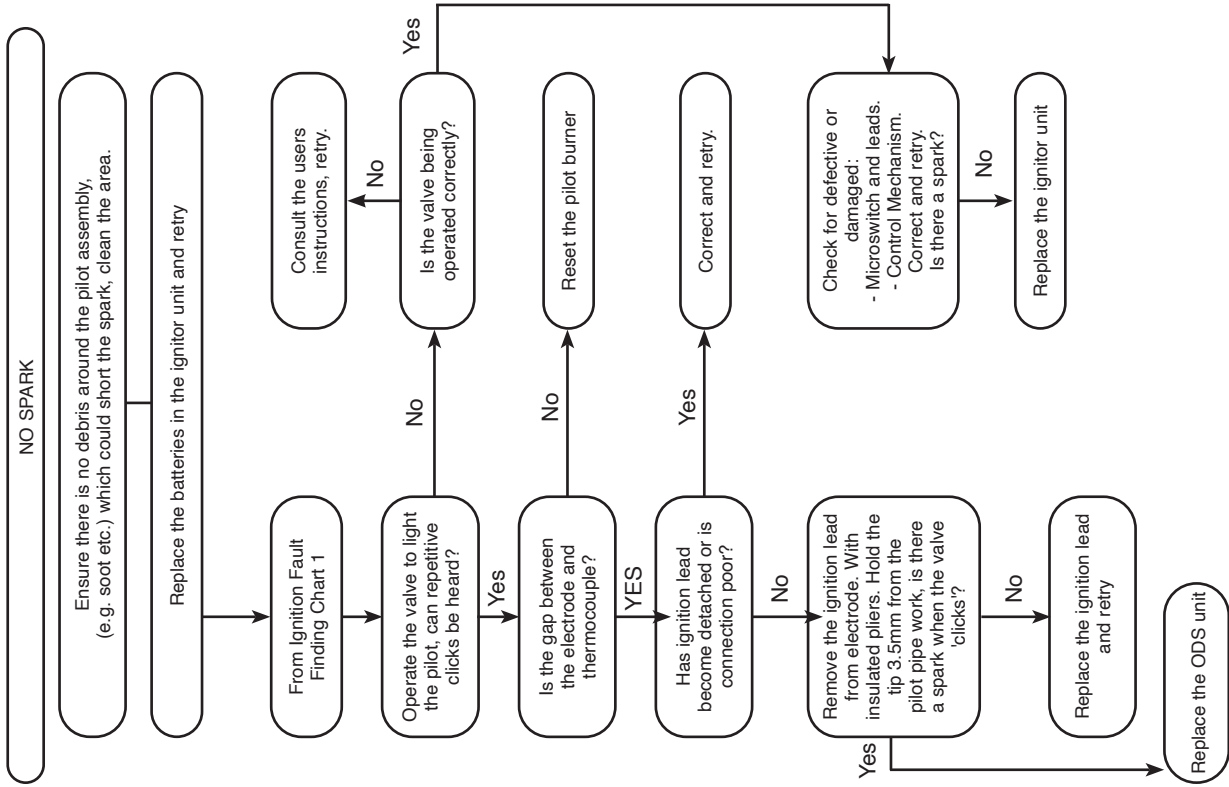 NO SPARK
Ensure there is no debris around the pilot assembly,
(e.g. soot etc.) which could short the spark, clean the area.
Replace the batteries in the ignitor unit and retry
From Ignition Fault
Finding Chart 1
Operate the valve to light
the pilot, can repetitive
clicks be heard?
No
Is the valve being
operated correctly?
No
Consult the users
instructions, retry.
Yes
Yes
Is the gap between
the electrode and
thermocouple?
No
Reset the pilot burner
YES
Has ignition lead
become detached or is
connection poor?
Yes
Correct and retry.
No
Remove the ignition lead
from electrode. With
insulated pliers. Hold the
tip 3.5mm from the
pilot pipe work, is there
a spark when the valve
'clicks'?
Check for defective or
damaged:
- Microswitch and leads.
- Control Mechanism.
Correct and retry.
Is there a spark?
No
Replace the ignitor unit
No
Replace the ignition lead
and retry
Yes
Replace the ODS unit